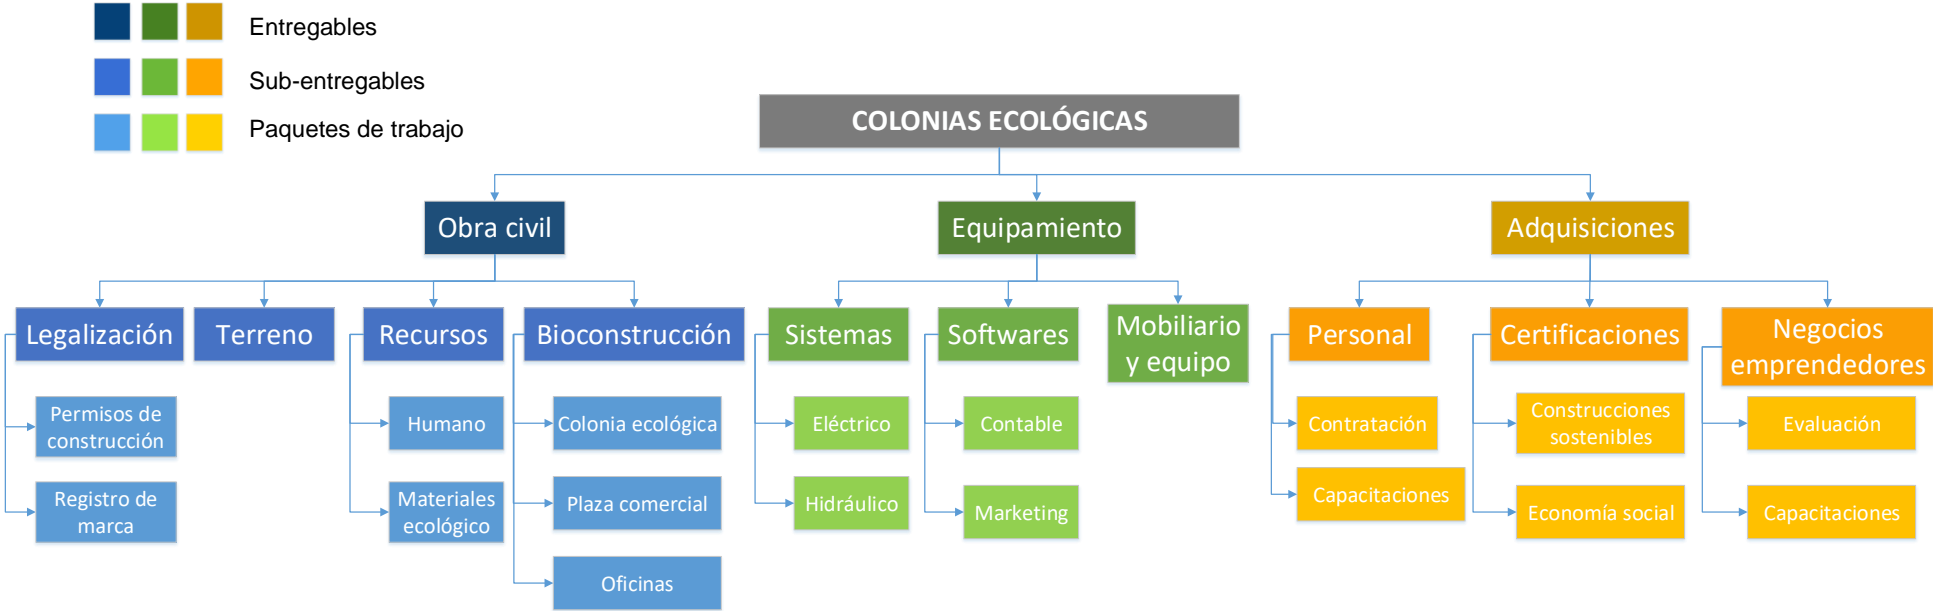 Entregables
Sub-entregables
Paquetes de trabajo
COLONIAS ECOLÓGICAS
Obra civil
Equipamiento
Adquisiciones
Legalización
Terreno
Recursos
Bioconstrucción
Sistemas
Softwares
Mobiliario
y equipo
Personal
Certificaciones
Negocios
emprendedores
Permisos de
construcción
Humano
Colonia ecológica
Eléctrico
Contable
Contratación
Construcciones
sostenibles
Evaluación
Registro de
marca
Materiales
ecológico
Plaza comercial
Hidráulico
Marketing
Capacitaciones
Economía social
Capacitaciones
Oficinas